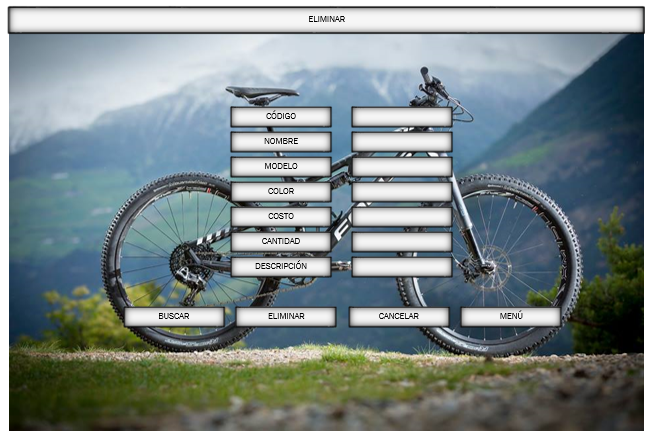 ELIMINAR
CÓDIGO
NOMBRE
MODELO
COLOR
COSTO
CANTIDAD
DESCRIPCIÓN
BUSCAR ELIMINAR CANCELAR MENÚ